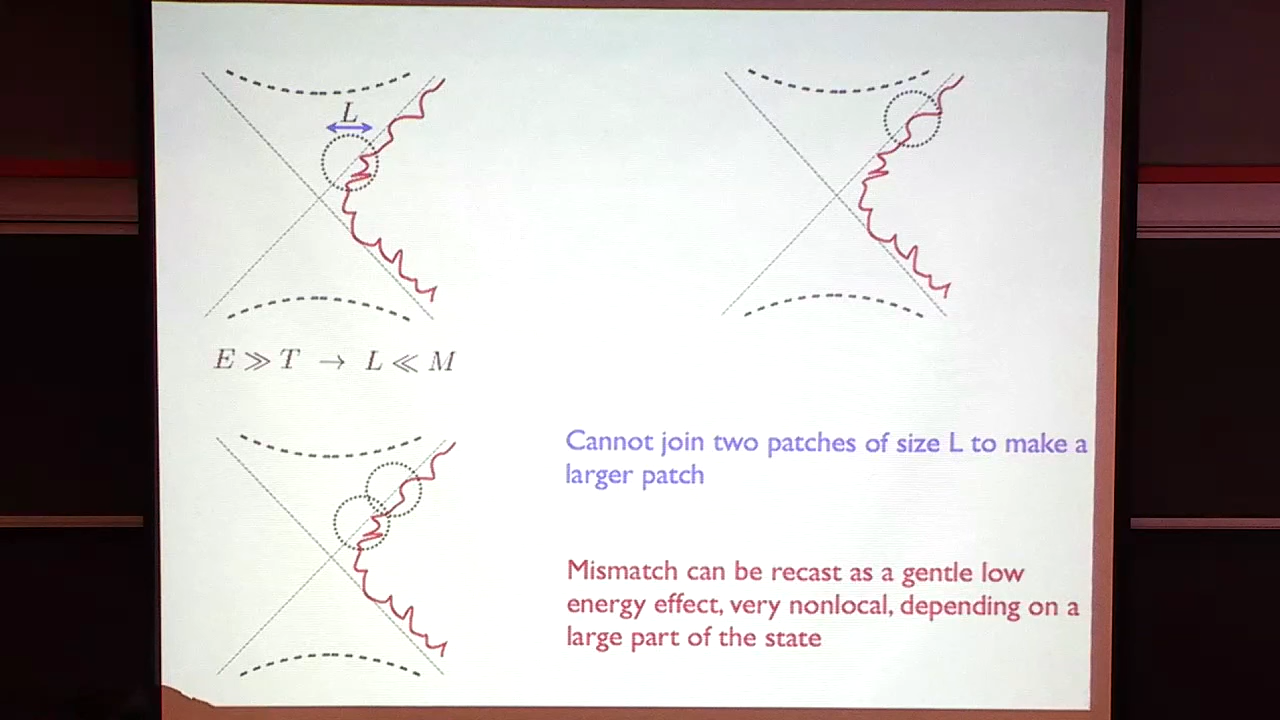 L
E ≫ T → L ≪ M
Cannot join two patches of size L to make a
larger patch
Mismatch can be recast as a gentle low
energy effect, very nonlocal, depending on a
large part of the state